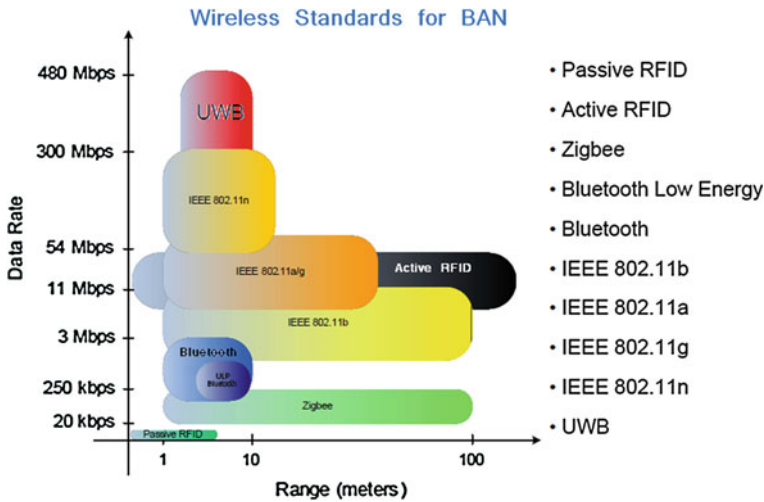 Wireless Standards for BAN
Data Rate
480 Mbps
300 Mbps
54 Mbps
11 Mbps
3 Mbps
250 kbps
20 kbps
UWB
IEEE 802.11n
IEEE 802.11a/g
Active RFID
IEEE 802.11b
Bluetooth
ULP
Bluetooth
Zigbee
Passive RFID
1
10
100
Range (meters)
• Passive RFID
• Active RFID
• Zigbee
• Bluetooth Low Energy
• Bluetooth
• IEEE 802.11b
• IEEE 802.11a
• IEEE 802.11g
• IEEE 802.11n
• UWB